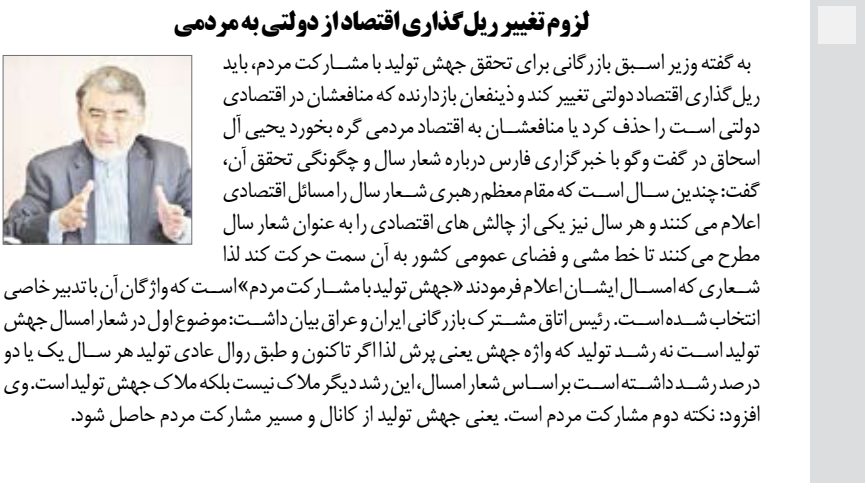 لزوم تغییر ریل‌گذاری اقتصاد از دولتی به مردمی
به گفته وزیر اسبق بازرگانی برای تحقق جهش تولید با مشارکت مردم، باید
ریل‌گذاری اقتصاد دولتی تغییر کند و ذینفعان بازدارنده که منافعشان در اقتصادی
دولتی است را حذف کرد یا منافعشان به اقتصاد مردمی گره بخورد یحیی آل
اسحاق در گفت وگو با خبرگزاری فارس درباره شعار سال و چگونگی تحقق آن،
گفت: چندین سال است که مقام معظم رهبری شعار سال را مسائل اقتصادی
اعلام می کنند و هر سال نیز یکی از چالش های اقتصادی را به عنوان شعار سال
مطرح می‌کنند تا خط مشی و فضای عمومی کشور به آن سمت حرکت کند لذا
شعاری که امسال ایشان اعلام فرمودند «جهش تولید با مشارکت مردم» است که واژگان آن با تدبیر خاصی
انتخاب شده است. رئیس اتاق مشترک بازرگانی ایران و عراق بیان داشت: موضوع اول در شعار امسال جهش
تولید است نه رشد تولید که واژه جهش یعنی پرش لذا اگر تاکنون و طبق روال عادی تولید هر سال یک یا دو
درصد رشد داشته است براساس شعار امسال، این رشد دیگر ملاک نیست بلکه ملاک جهش تولید است. وی
افزود: نکته دوم مشارکت مردم است. یعنی جهش تولید از کانال و مسیر مشارکت مردم حاصل شود.